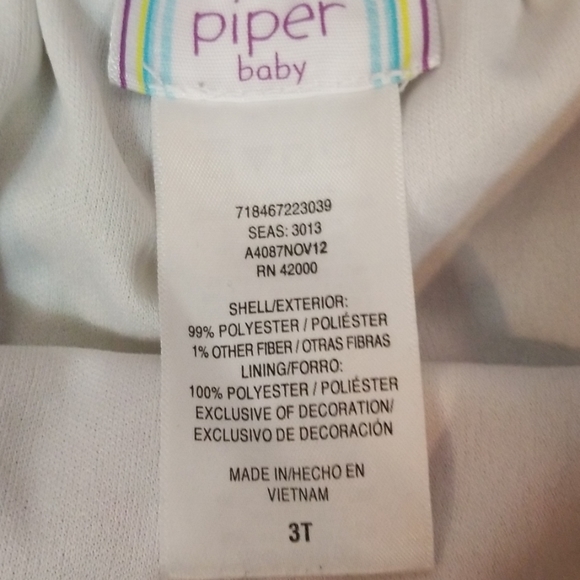 piper
baby
718467223039
SEAS: 3013
A4087NOV12
RN 42000
SHELL/EXTERIOR:
99% POLYESTER / POLIÉSTER
1% OTHER FIBER / OTRAS FIBRAS
LINING/FORRO:
100% POLYESTER / POLIÉSTER
EXCLUSIVE OF DECORATION/
EXCLUSIVO DE DECORACIÓN
MADE IN/HECHO EN
VIETNAM
3T